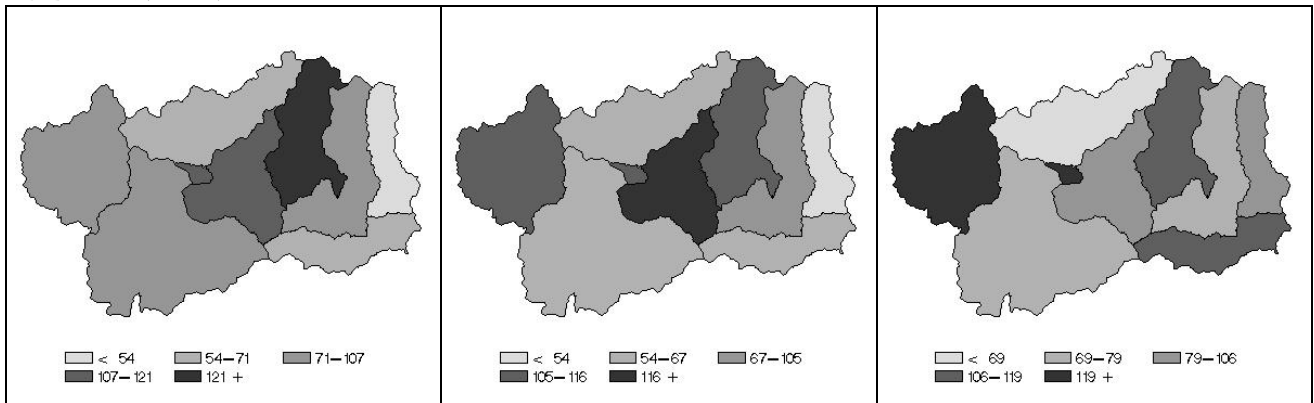 < 54 54–71 71–107
107–121 121 +
< 54 54–67 67–105
105–116 116 +
< 69 69–79 79–106
106–119 119 +